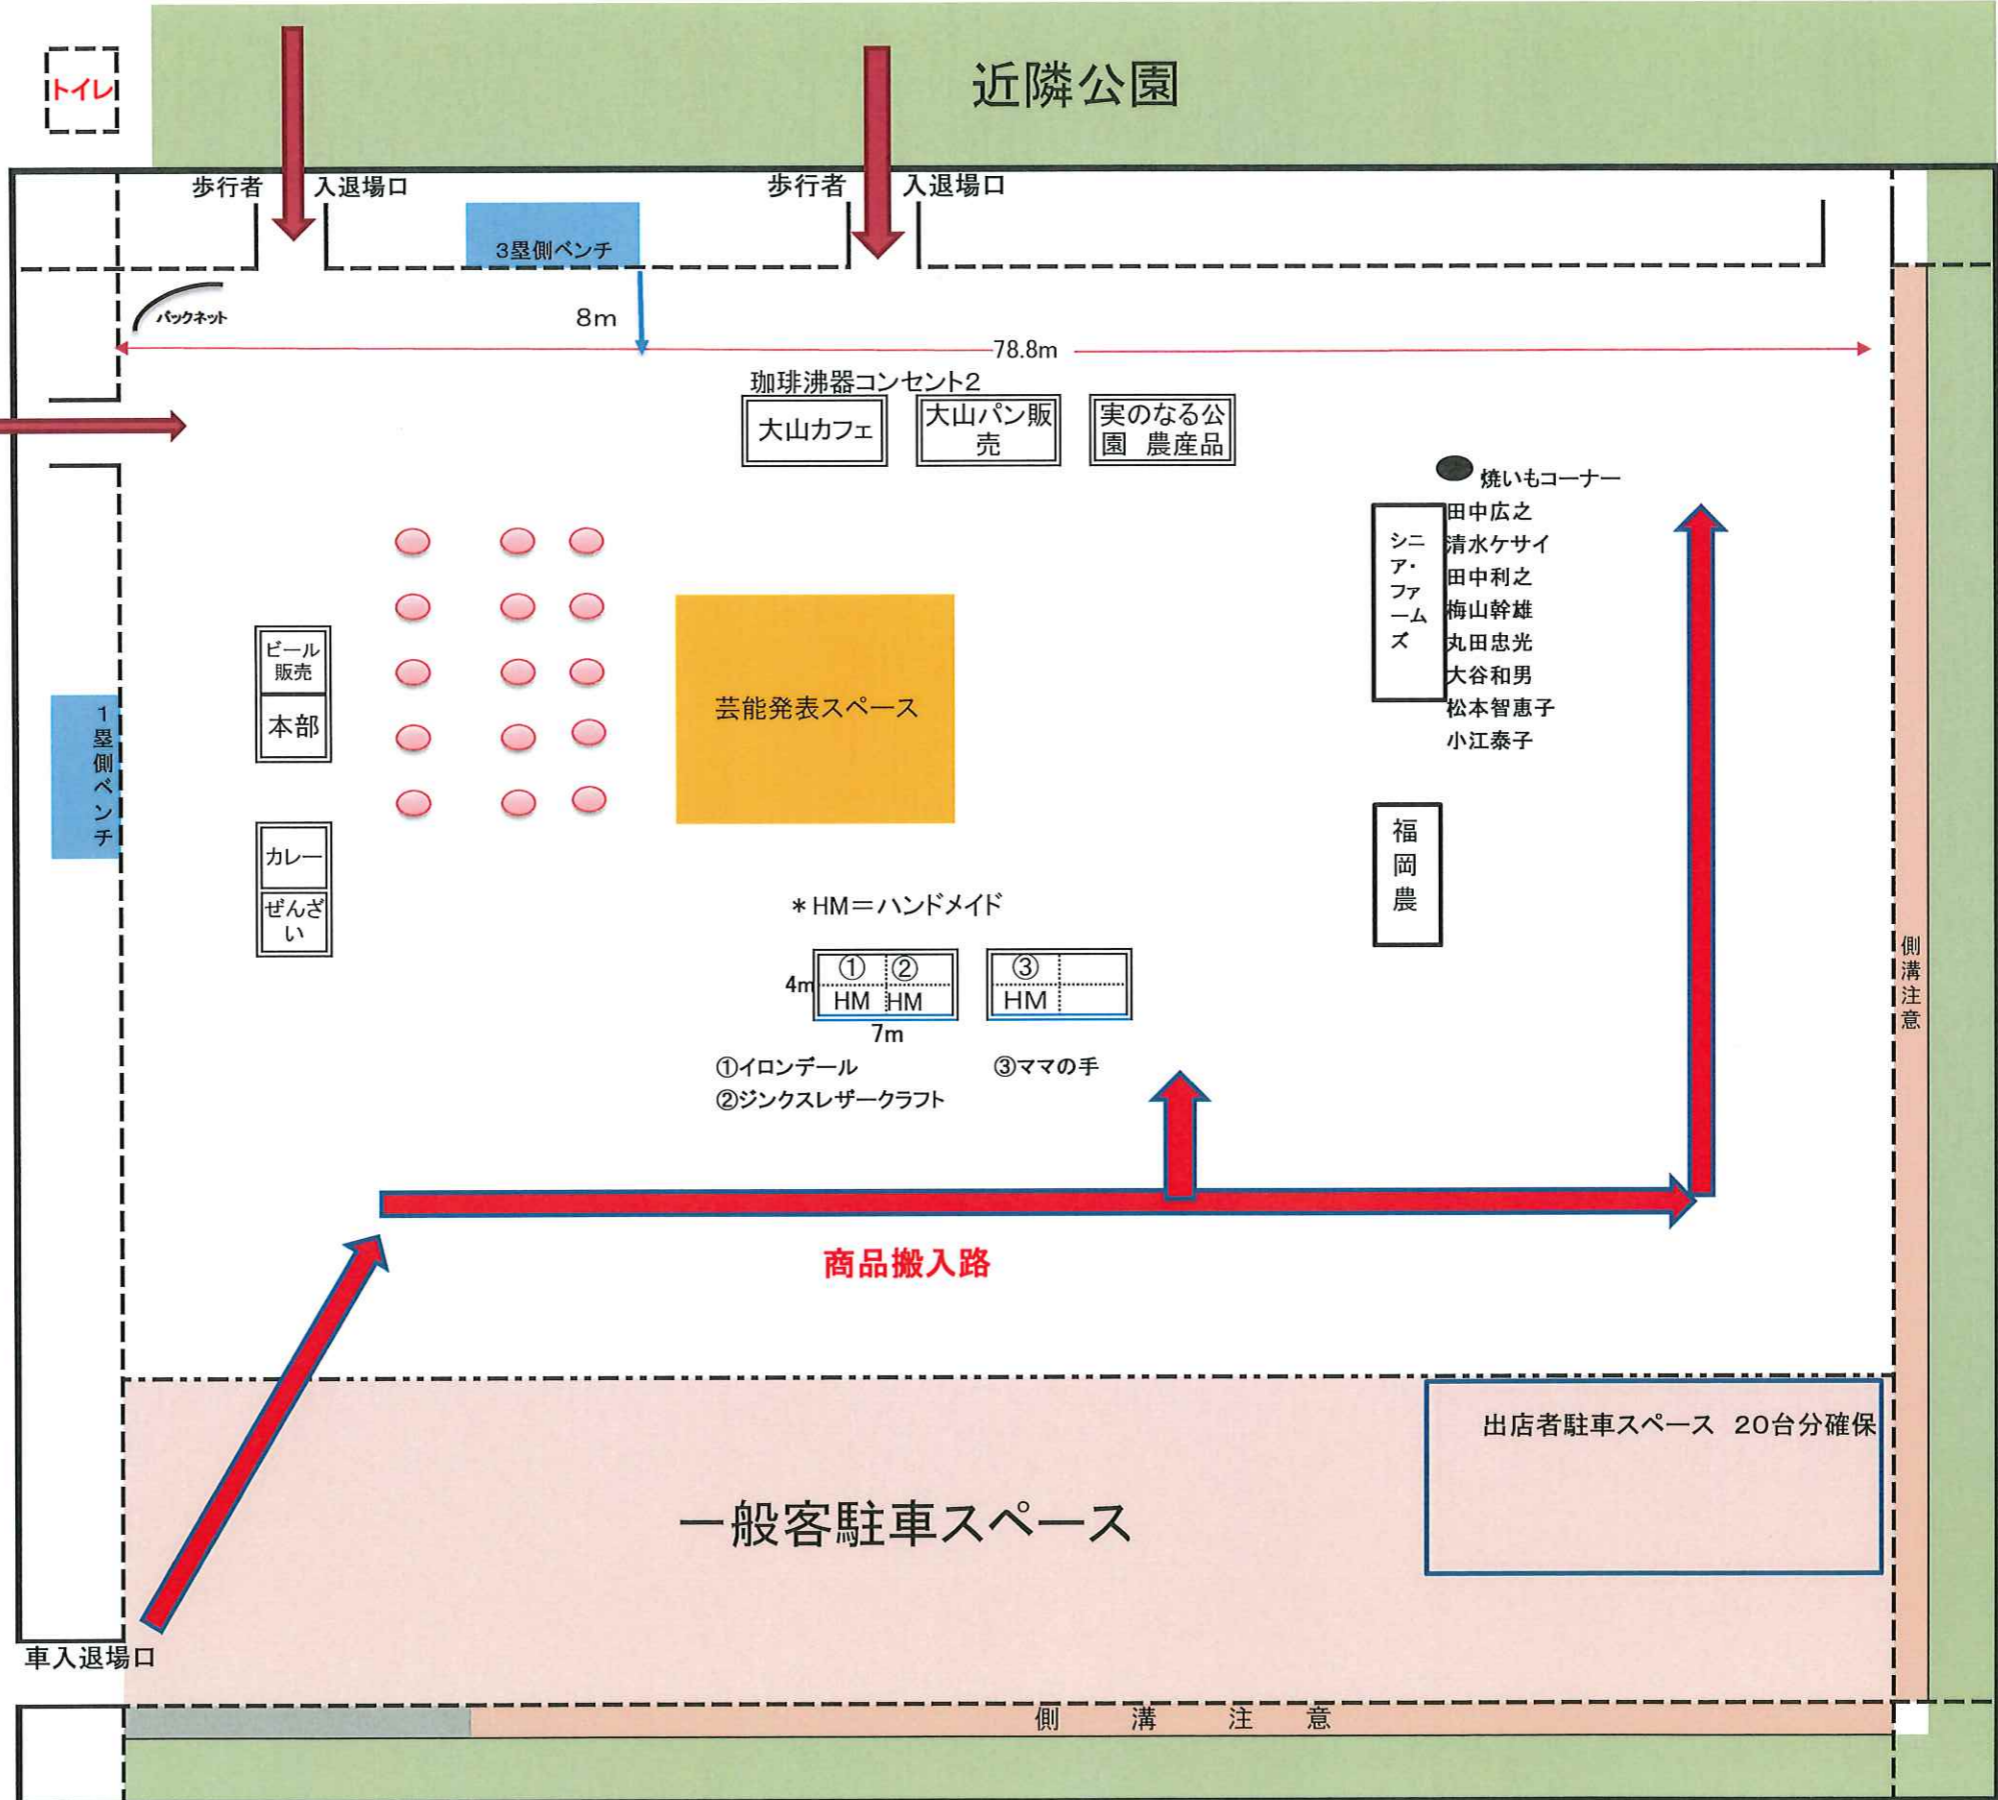 近隣公園
トイレ
歩行者
入退場口
歩行者
入退場口
3塁側ベンチ
バックネット
8m
78.8m
珈琲沸器コンセント2
大山カフェ
大山パン販
売
実のなる公
園 農産品
焼いもコーナー
シニ
ア・
ファ
ーム
ズ
田中広之
清水ケサイ
田中利之
梅山幹雄
丸田忠光
大谷和男
松本智恵子
小江泰子
ビール
販売
本部
1塁側ベンチ
芸能発表スペース
カレー
ぜんざ
い
福岡農
側溝注意
*HM=ハンドメイド
① ②
HM HM
4m
7m
③
HM
①イロンデール
②ジンクスレザークラフト
③ママの手
商品搬入路
出店者駐車スペース 20台分確保
一般客駐車スペース
車入退場口
側 溝 注 意